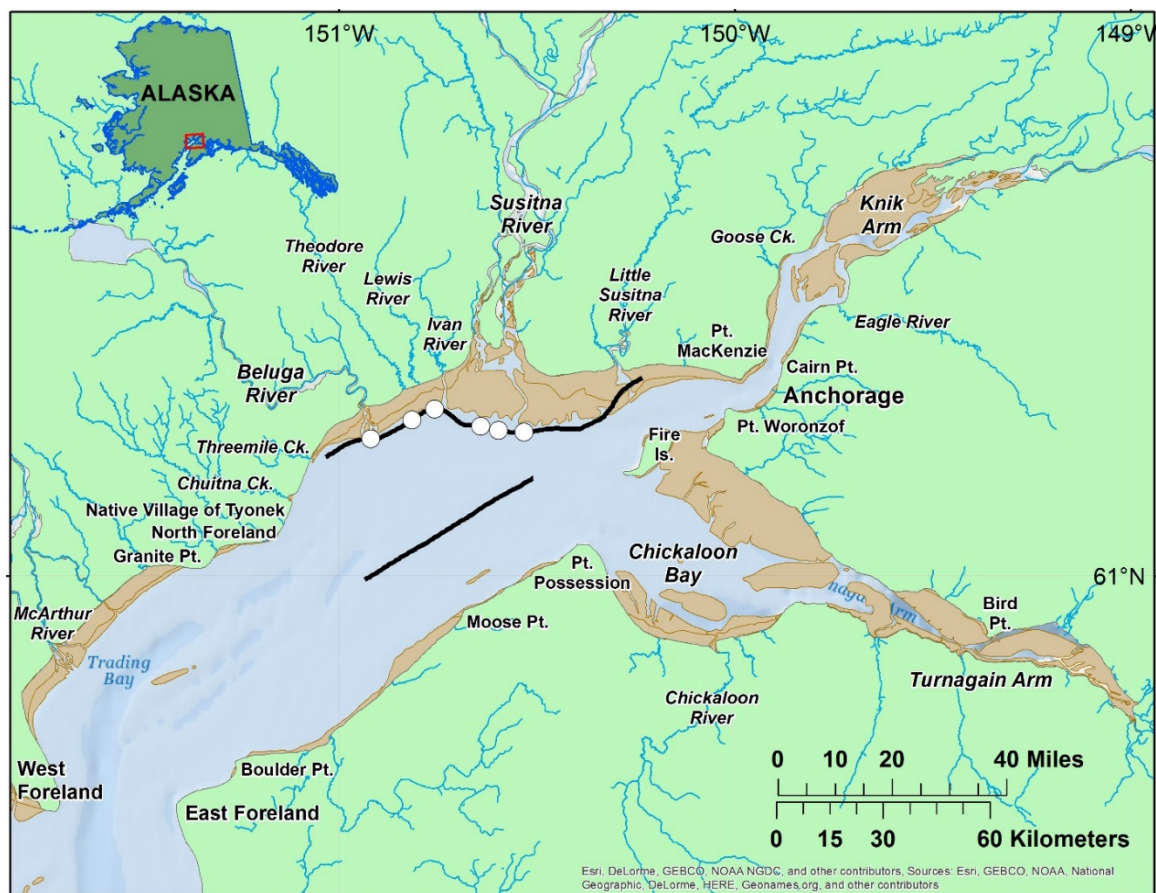 151°W
150°W
149°W
ALASKA
Susitna
River
Knik
Arm
Goose Ck.
Theodore
River
Lewis
River
Little
Susitna
River
Ivan
River
Pt.
MacKenzie
Eagle River
Beluga
River
Cairn Pt.
Anchorage
Threemile Ck.
Fire
Is.
Pt. Woronzof
Chuitna Ck.
Native Village of Tyonek
North Foreland
Granite Pt.
Chickaloon
Bay
Pt.
Possession
61°N
McArthur
River
Moose Pt.
nagai Arm
Bird
Pt.
Trading
Bay
Turnagain Arm
Chickaloon
River
West
Foreland
Boulder Pt.
East Foreland
0 10 20 40 Miles
0 15 30 60 Kilometers
Esri, DeLorme, GEBCO, NOAA NGDC, and other contributors, Sources: Esri, GEBCO, NOAA, National
Geographic, DeLorme, HERE, Geonames.org, and other contributors